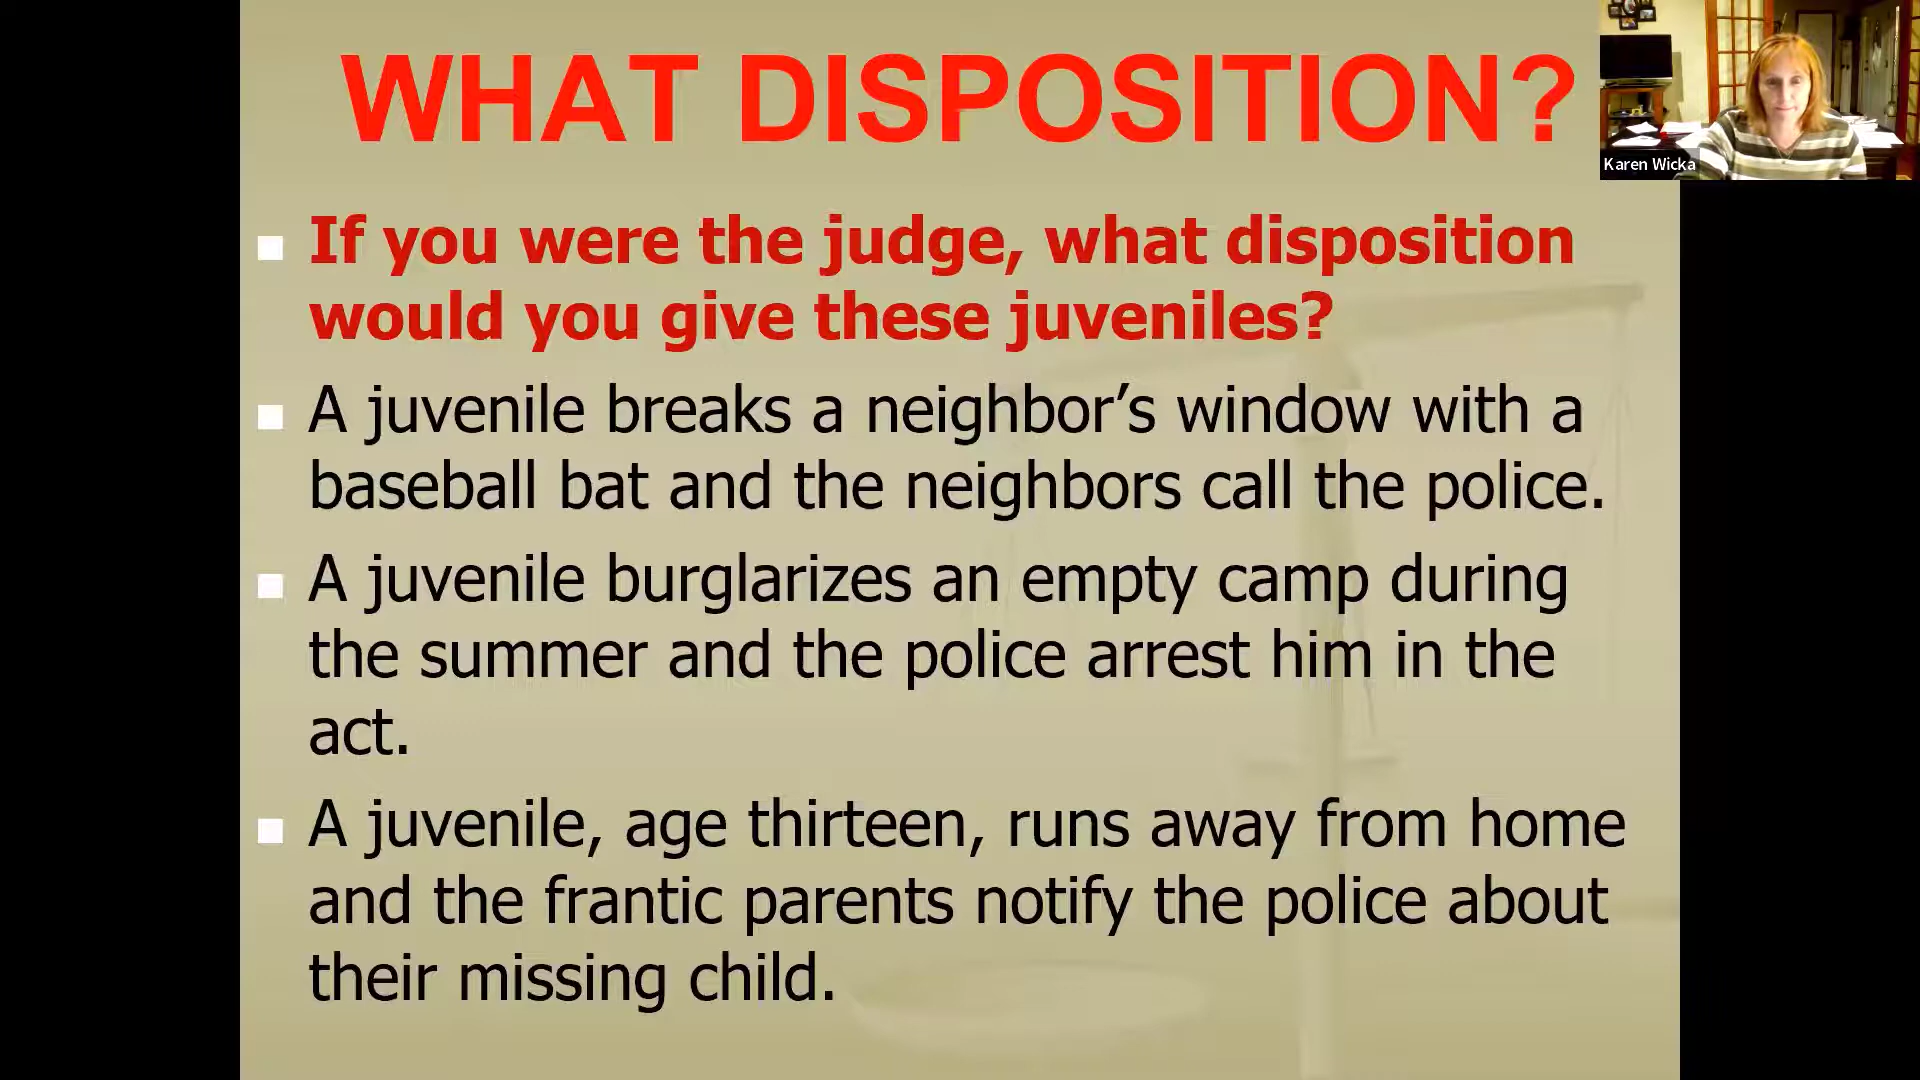 WHAT DISPOSITION?
Karen Wicka
If you were the judge, what disposition
would you give these juveniles?
A juvenile breaks a neighbor’s window with a
baseball bat and the neighbors call the police.
A juvenile burglarizes an empty camp during
the summer and the police arrest him in the
act.
A juvenile, age thirteen, runs away from home
and the frantic parents notify the police about
their missing child.